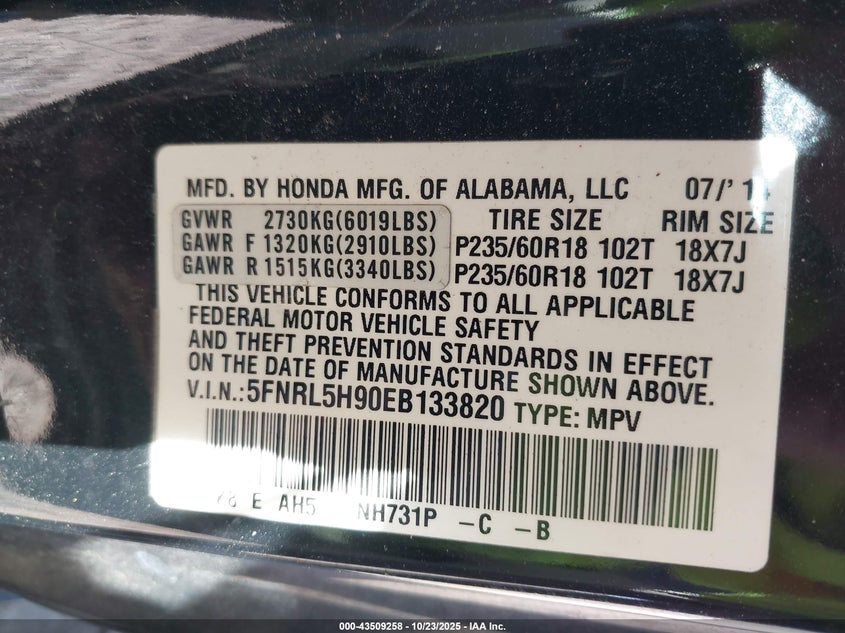 MFD. BY HONDA MFG. OF ALABAMA, LLC 07/'14
GVWR 2730KG(6019LBS) TIRE SIZE RIM SIZE
GAWR F 1320KG(2910LBS) P235/60R18 102T 18X7J
GAWR R 1515KG(3340LBS) P235/60R18 102T 18X7J
THIS VEHICLE CONFORMS TO ALL APPLICABLE
FEDERAL MOTOR VEHICLE SAFETY
AND THEFT PREVENTION STANDARDS IN EFFECT
ON THE DATE OF MANUFACTURE SHOWN ABOVE.
V.I.N.:5FNRL5H90EB133820 TYPE: MPV
E AH5 NH731P -C -B
000-43509258 - 10/23/2025 - IAA Inc.